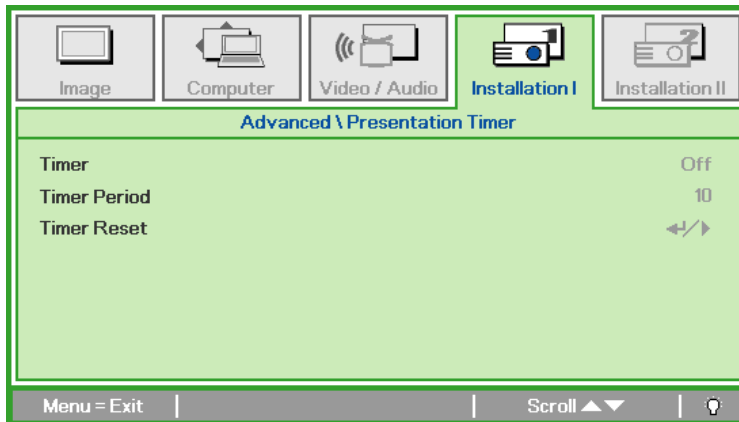 Image
Computer
Video / Audio
Installation I
Installation II
Advanced \ Presentation Timer
Timer Off
Timer Period 10
Timer Reset
Menu = Exit
Scroll